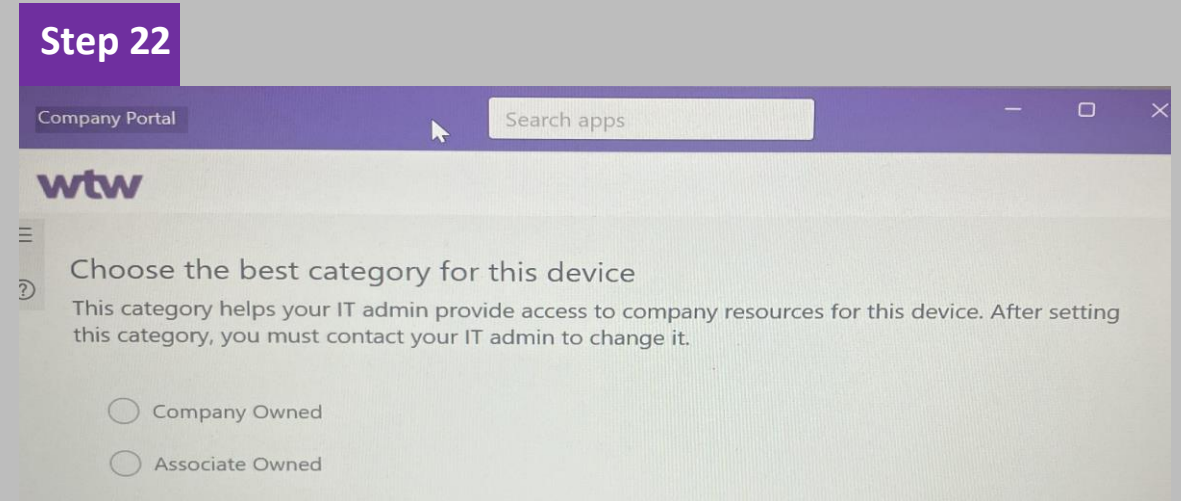 Step 22
Company Portal
Search apps
wtw
Choose the best category for this device
This category helps your IT admin provide access to company resources for this device. After setting
this category, you must contact your IT admin to change it.
Company Owned
Associate Owned